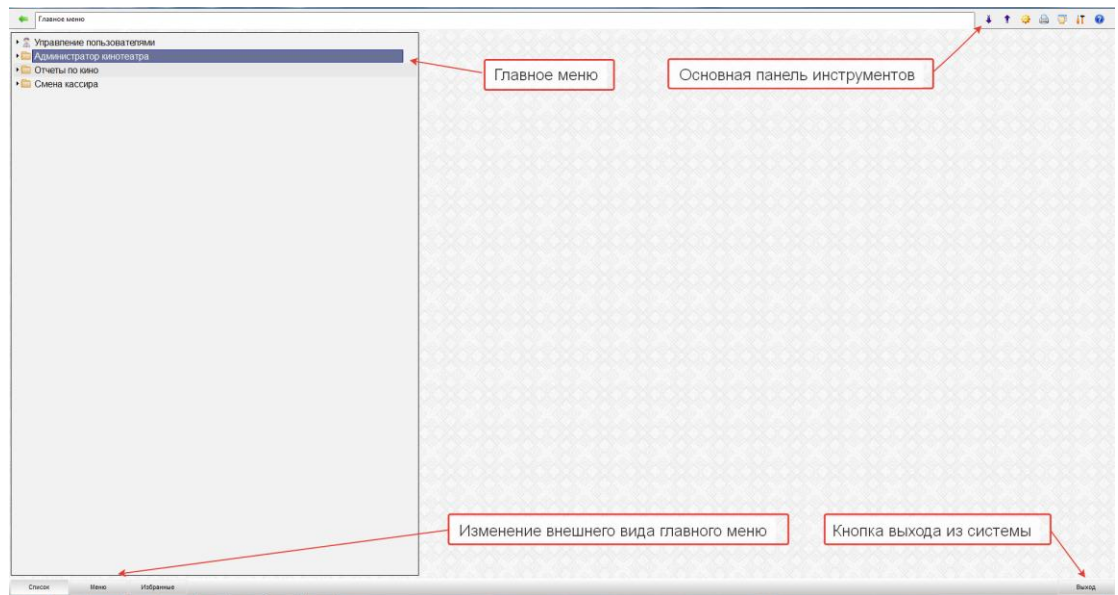 Главное меню
Управление пользователями
Администратор кинотеатра
Отчеты по кино
Смена кассира
Главное меню
Основная панель инструментов
Изменение внешнего вида главного меню
Кнопка выхода из системы
Список Меню Избранные Выход